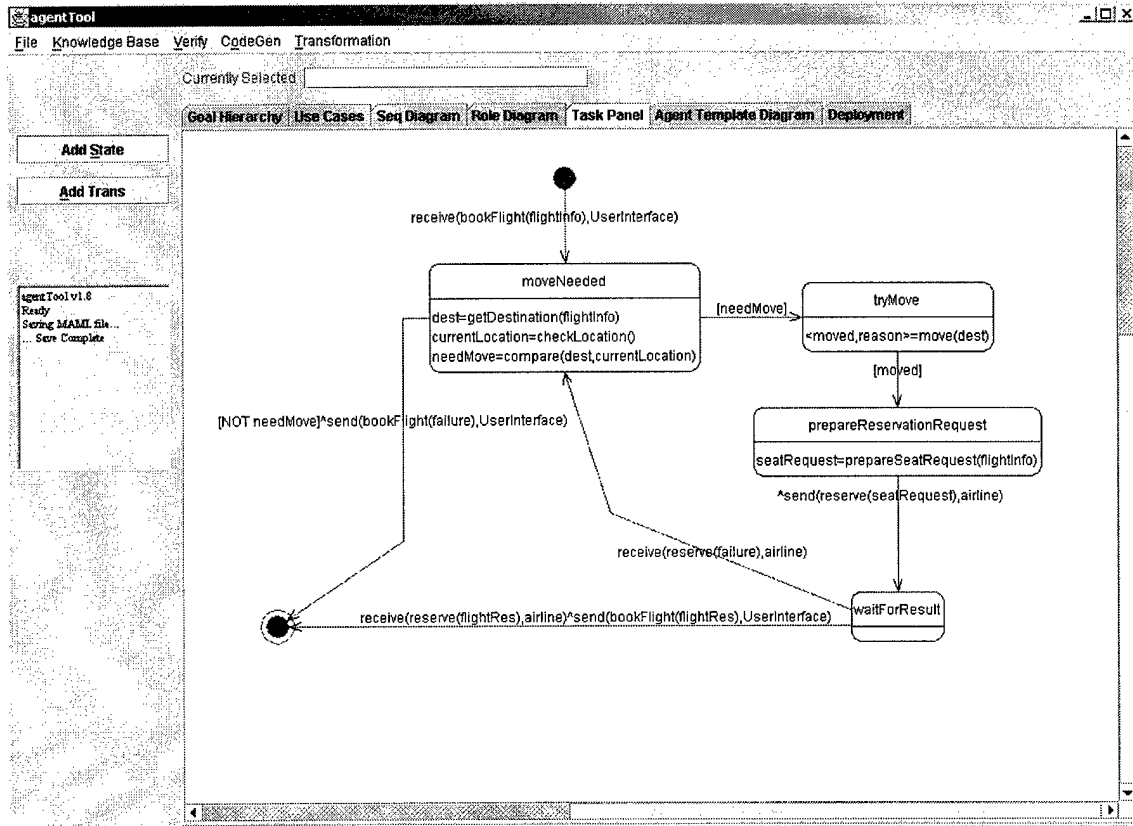 agentTool
File Knowledge Base Verify CodeGen Transformation
Currently Selected
Goal Hierarchy Use Cases Seq Diagram Role Diagram Task Panel Agent Template Diagram Deployment
Add State
Add Trans
agentTool v1.8
Ready
Saving MAML file...
... Save Complete
receive(bookFlight(flightInfo),UserInterface)
moveNeeded
dest=getDestination(flightInfo)
currentLocation=checkLocation()
needMove=compare(dest,currentLocation)
[needMove]
tryMove
<moved,reason>=move(dest)
[moved]
[NOT needMove]^send(bookFlight(failure),UserInterface)
prepareReservationRequest
seatRequest=prepareSeatRequest(flightInfo)
^send(reserve(seatRequest),airline)
receive(reserve(failure),airline)
waitForResult
receive(reserve(flightRes),airline)^send(bookFlight(flightRes),UserInterface)